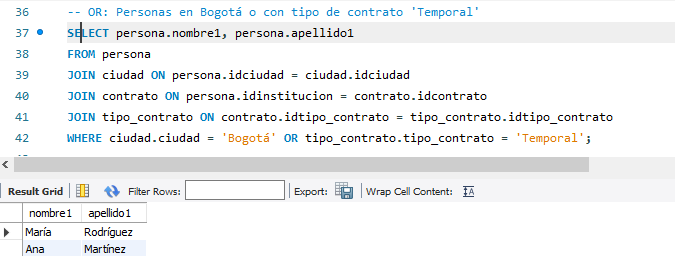 36 -- OR: Personas en Bogotá o con tipo de contrato 'Temporal'
37 SELECT persona.nombre1, persona.apellido1
38 FROM persona
39 JOIN ciudad ON persona.idciudad = ciudad.idciudad
40 JOIN contrato ON persona.idinstitucion = contrato.idcontrato
41 JOIN tipo_contrato ON contrato.idtipo_contrato = tipo_contrato.idtipo_contrato
42 WHERE ciudad.ciudad = 'Bogotá' OR tipo_contrato.tipo_contrato = 'Temporal';
Result Grid Filter Rows: Export: Wrap Cell Content:
nombre1 apellido1
María Rodríguez
Ana Martínez